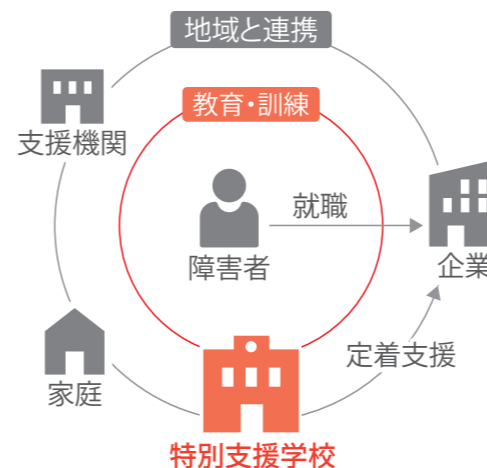 地域と連携
教育・訓練
支援機関
就職
障害者
企業
定着支援
家庭
特別支援学校